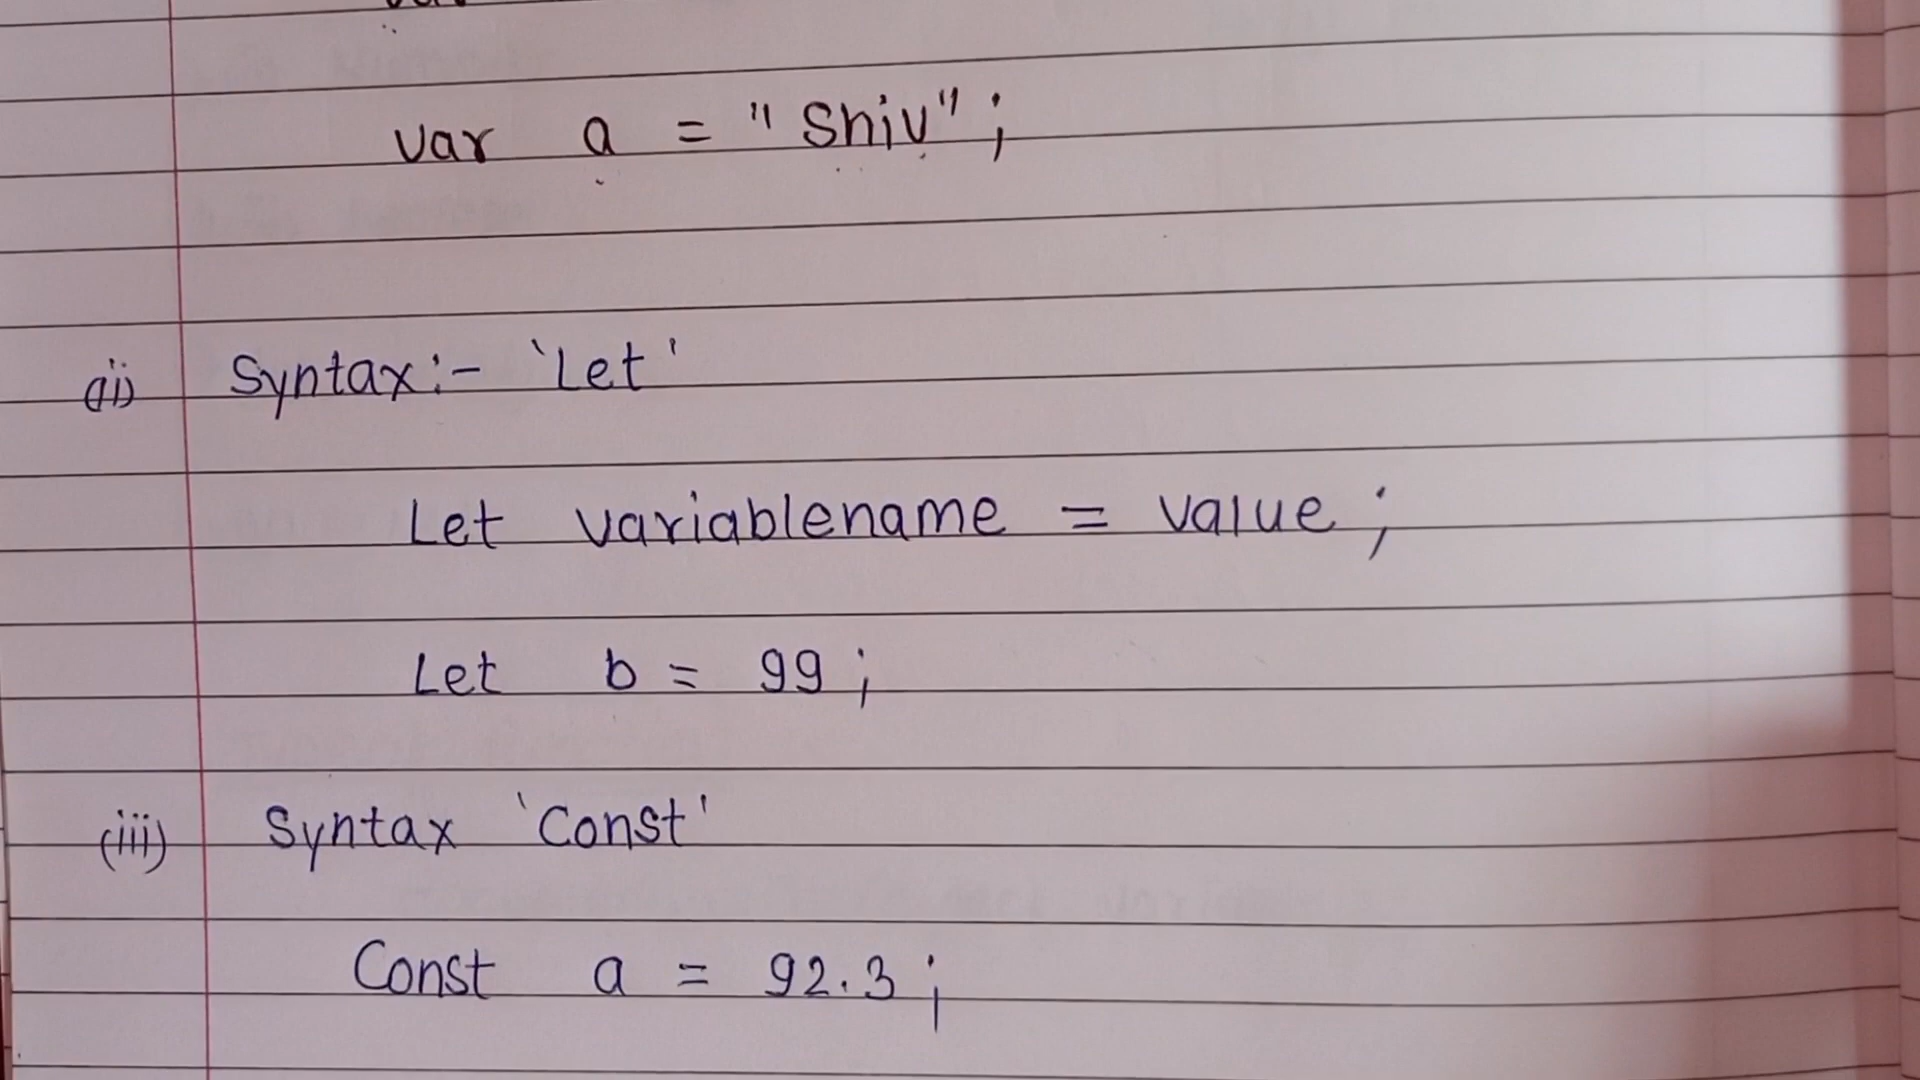 var a = "Shiv";
(ii) Syntax:- 'Let'
Let variablename = value;
Let b = 99;
(iii) Syntax 'Const'
Const a = 92.3;